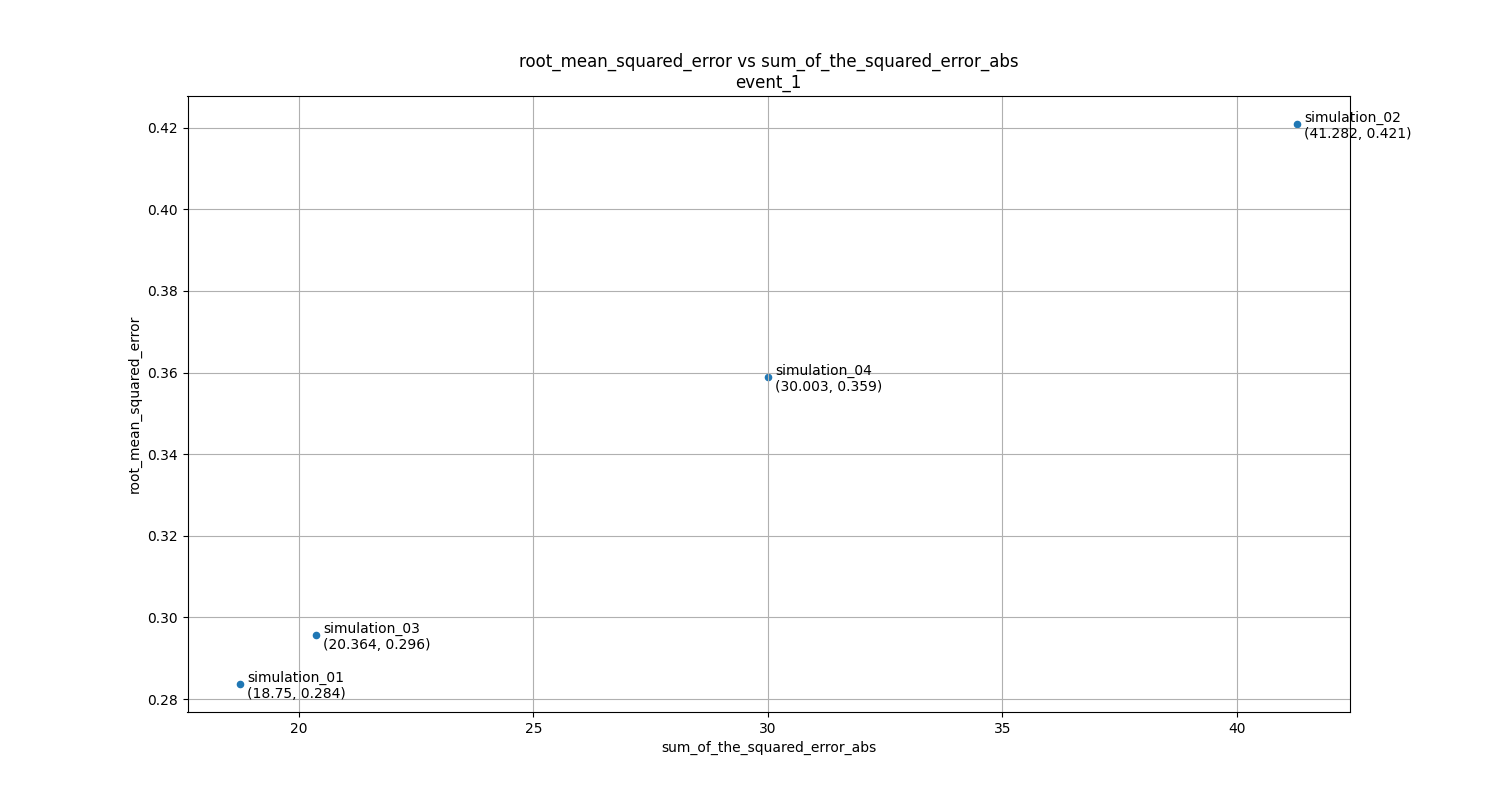 root_mean_squared_error vs sum_of_the_squared_error_abs
event_1
root_mean_squared_error
0.42
0.40
0.38
0.36
0.34
0.32
0.30
0.28
simulation_02
(41.282, 0.421)
simulation_04
(30.003, 0.359)
simulation_03
(20.364, 0.296)
simulation_01
(18.75, 0.284)
20
25
30
35
40
sum_of_the_squared_error_abs